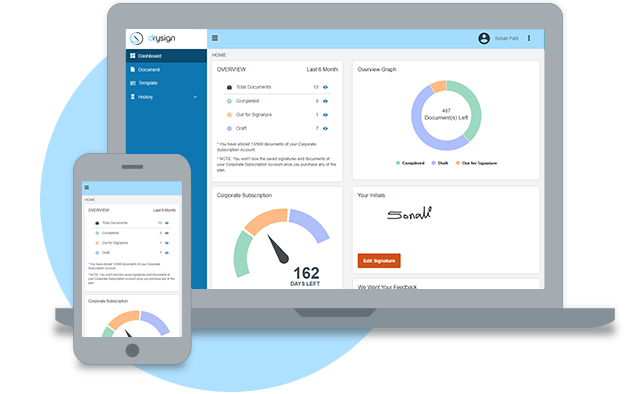 drysign
Sonali Patil
Dashboard
Document
Template
History
HOME
OVERVIEW
Last 6 Month
Total Documents 13
Completed 5
Out for Signature 1
Draft 7
* You have utilized 13/500 documents of your Corporate
Subscription Account.
* NOTE: You won't lose the saved signatures and documents of
your Corporate Subscription account once you purchase any of the
plan.
Overview Graph
487
Document(s) Left
Completed Draft Out for Signature
Corporate Subscription
162
DAYS LEFT
Your Initials
Sonali
Edit Signature
We Want Your Feedback
HOME
OVERVIEW
Last 6 Month
Total Documents 13
Completed 5
Out for Signature 1
Draft 7
* You have utilized 13/500 documents of your
Corporate Subscription Account.
* NOTE: You won't lose the saved signatures and
documents of your Corporate Subscription account
once you purchase any of the plan.
Corporate Subscription